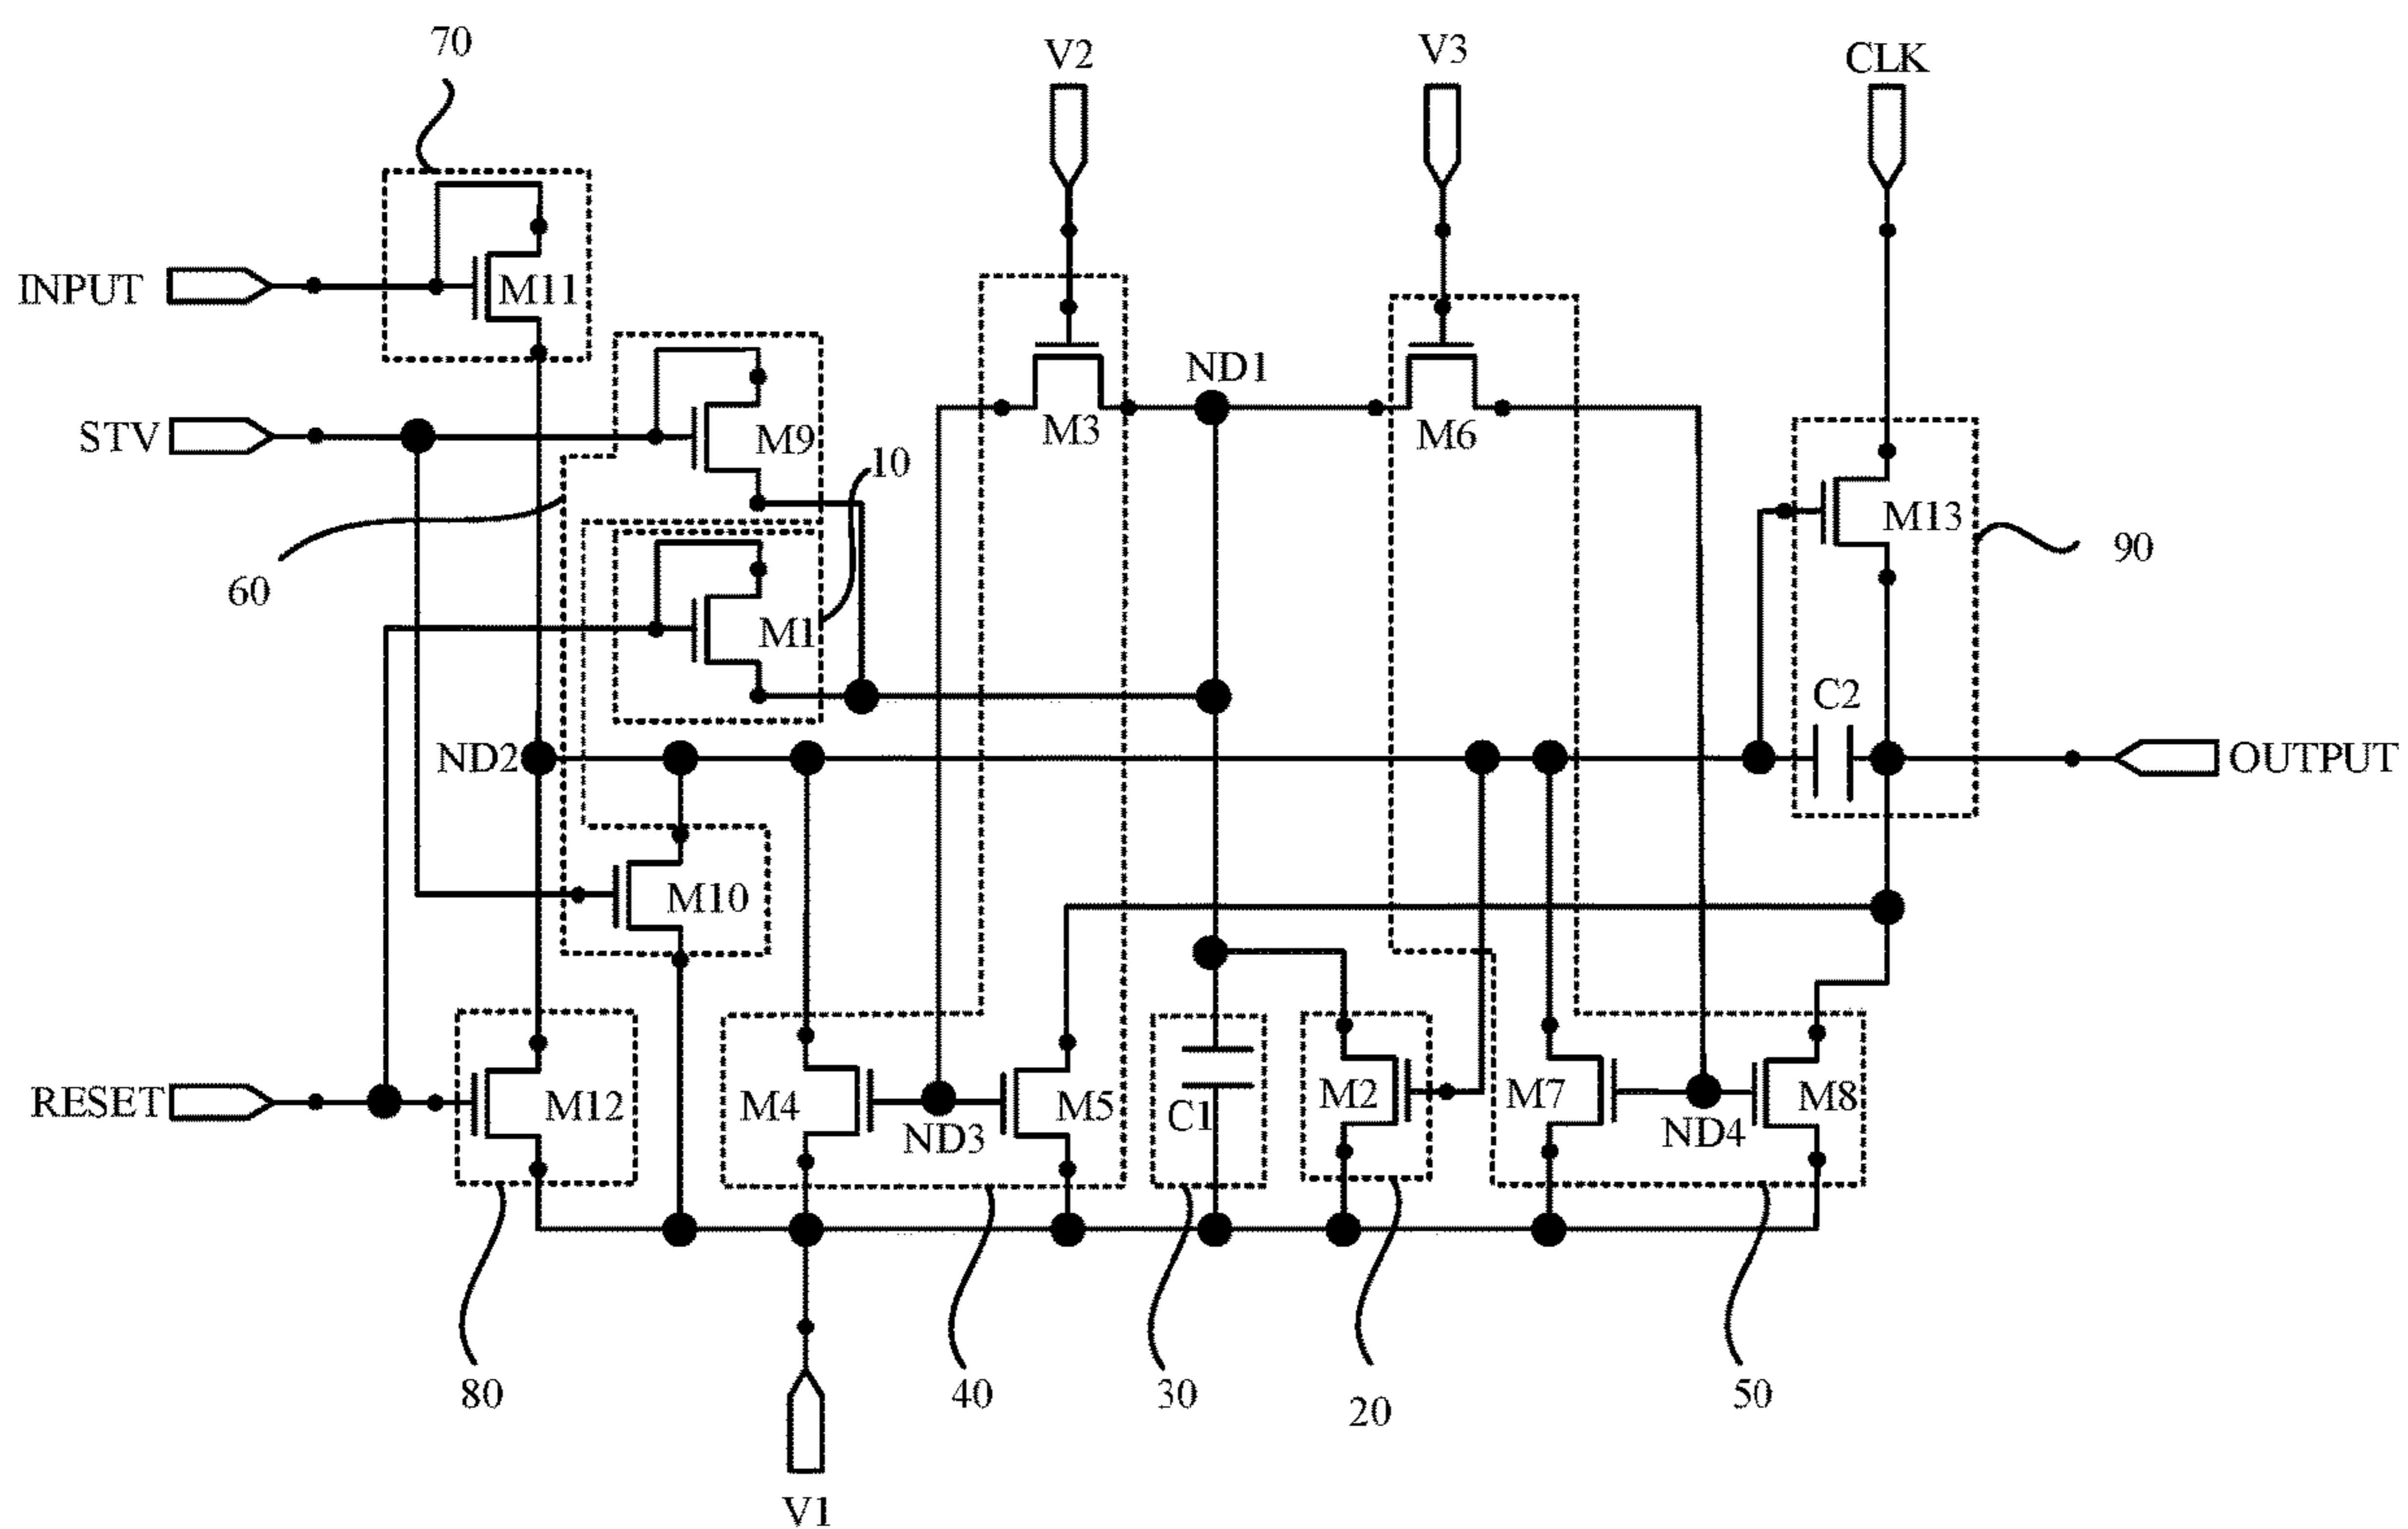 70
V2
V3
CLK
INPUT
M11
STV
M9
10
M3
ND1
M6
M13
90
60
M1
C2
ND2
OUTPUT
M10
RESET
M12
M4
ND3
M5
C1
M2
M7
ND4
M8
80
40
30
20
50
V1